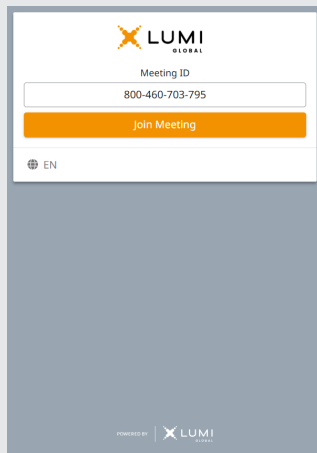 LUMI
GLOBAL
Meeting ID
800-460-703-795
Join Meeting
EN
POWERED BY LUMI
GLOBAL